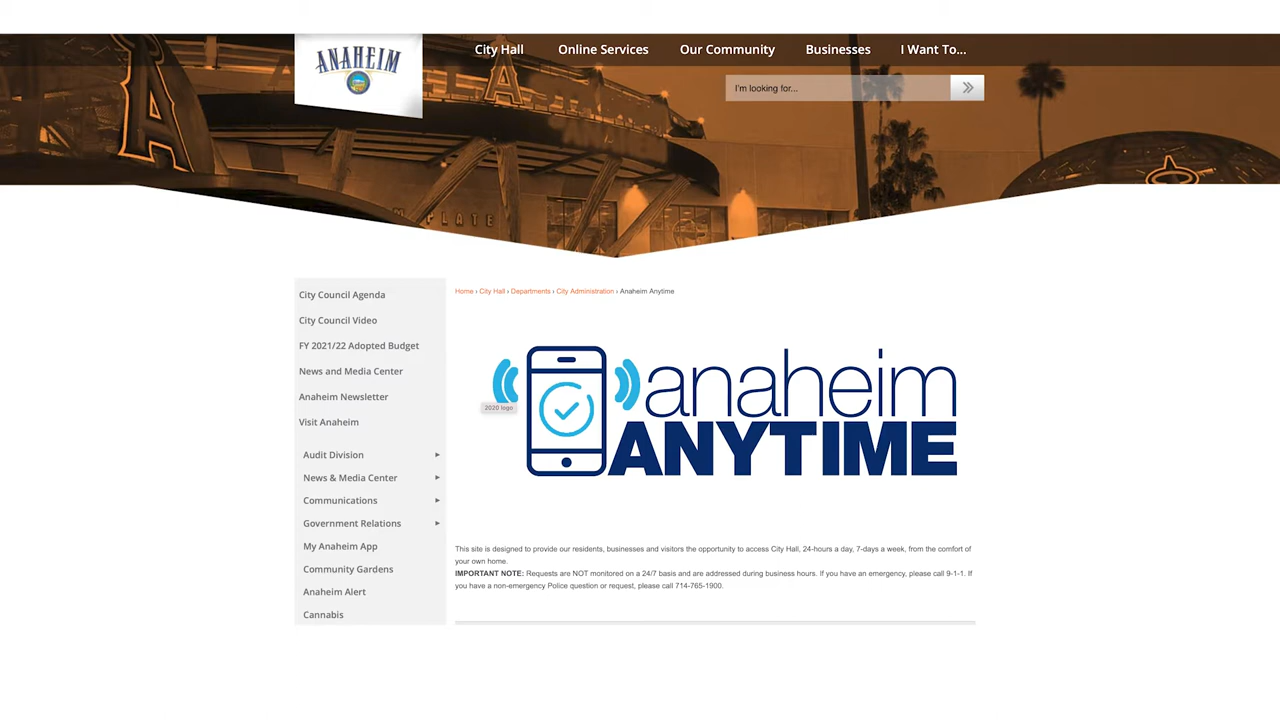 ANAHEIM
City Hall Online Services Our Community Businesses I Want To...
I'm looking for...
A
A
PLATE
City Council Agenda
City Council Video
FY 2021/22 Adopted Budget
News and Media Center
Anaheim Newsletter
Visit Anaheim
Audit Division
News & Media Center
Communications
Government Relations
My Anaheim App
Community Gardens
Anaheim Alert
Cannabis
Home › City Hall › Departments › City Administration › Anaheim Anytime
anaheim
ANYTIME
2020 logo
This site is designed to provide our residents, businesses and visitors the opportunity to access City Hall, 24-hours a day, 7-days a week, from the comfort of
your own home.
IMPORTANT NOTE: Requests are NOT monitored on a 24/7 basis and are addressed during business hours. If you have an emergency, please call 9-1-1. If
you have a non-emergency Police question or request, please call 714-765-1900.